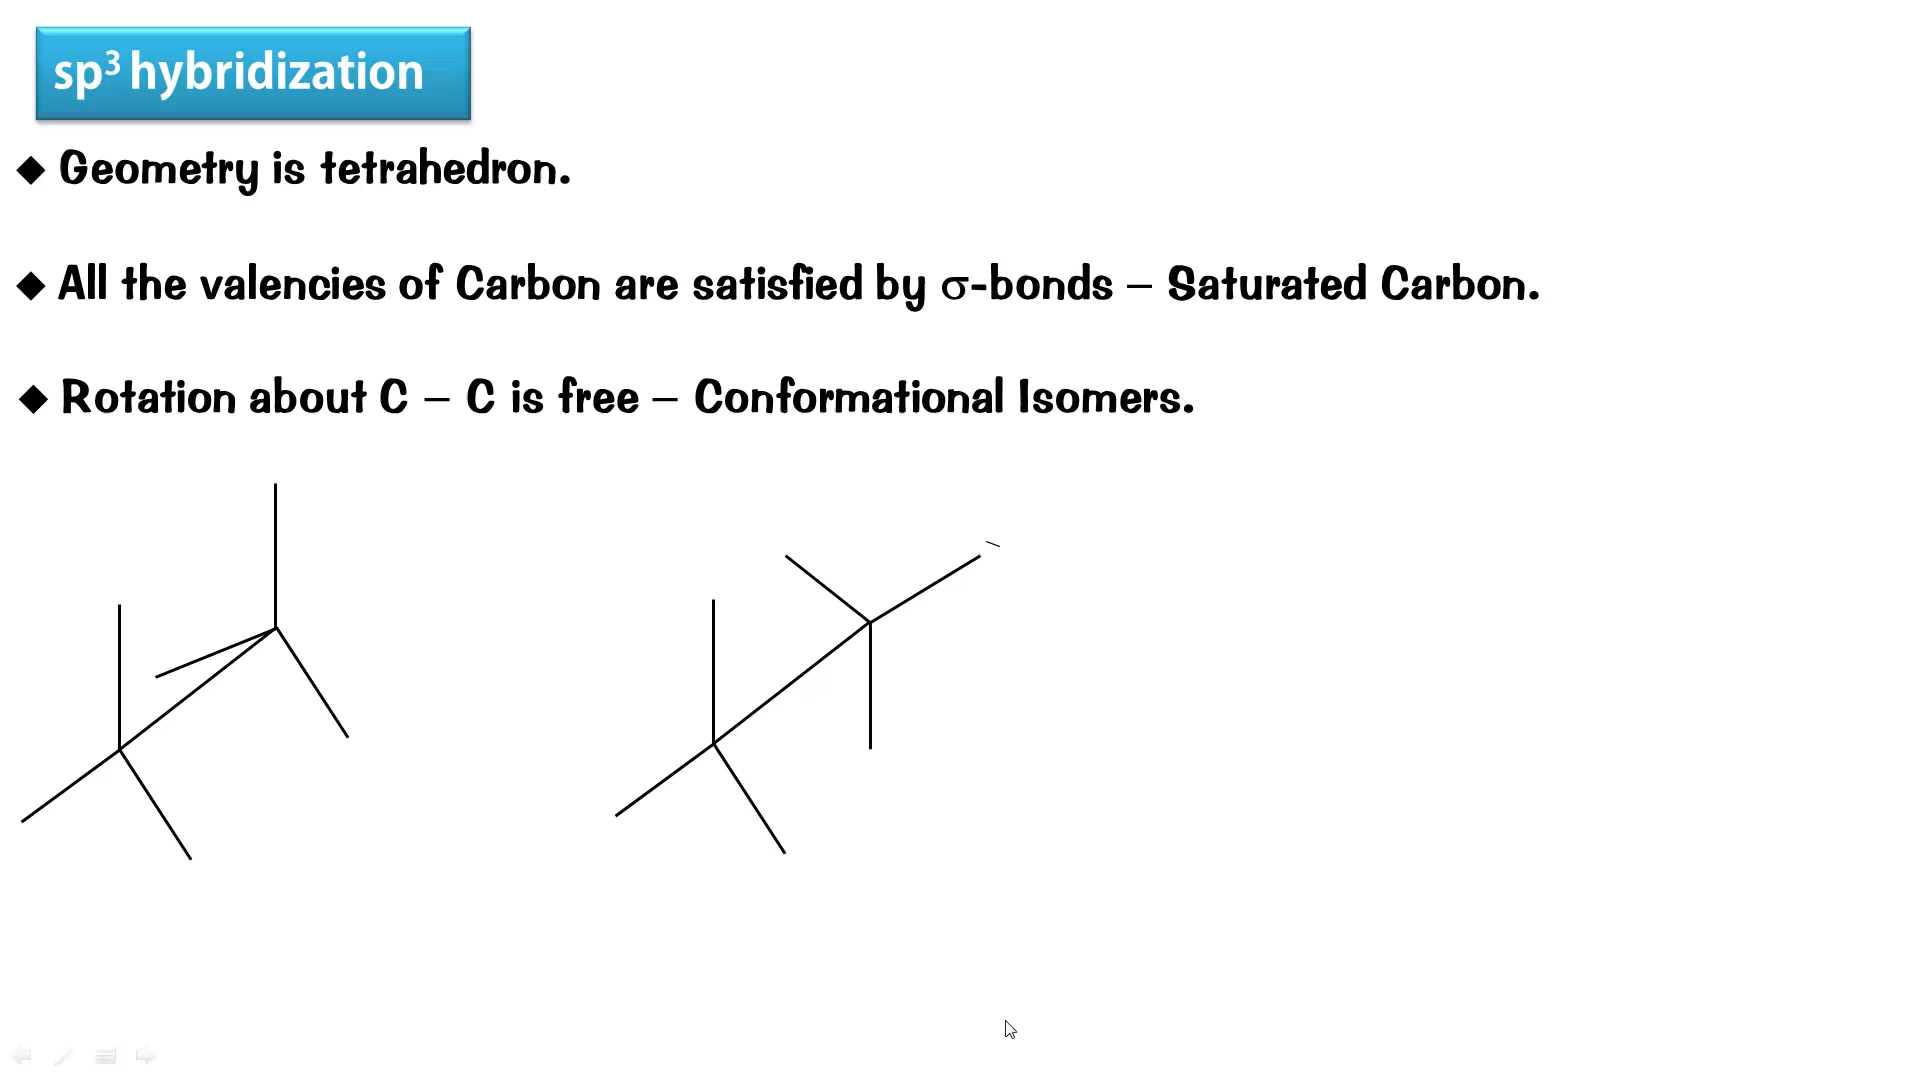 sp³ hybridization
◆ Geometry is tetrahedron.
◆ All the valencies of Carbon are satisfied by σ-bonds – Saturated Carbon.
◆ Rotation about C – C is free – Conformational Isomers.